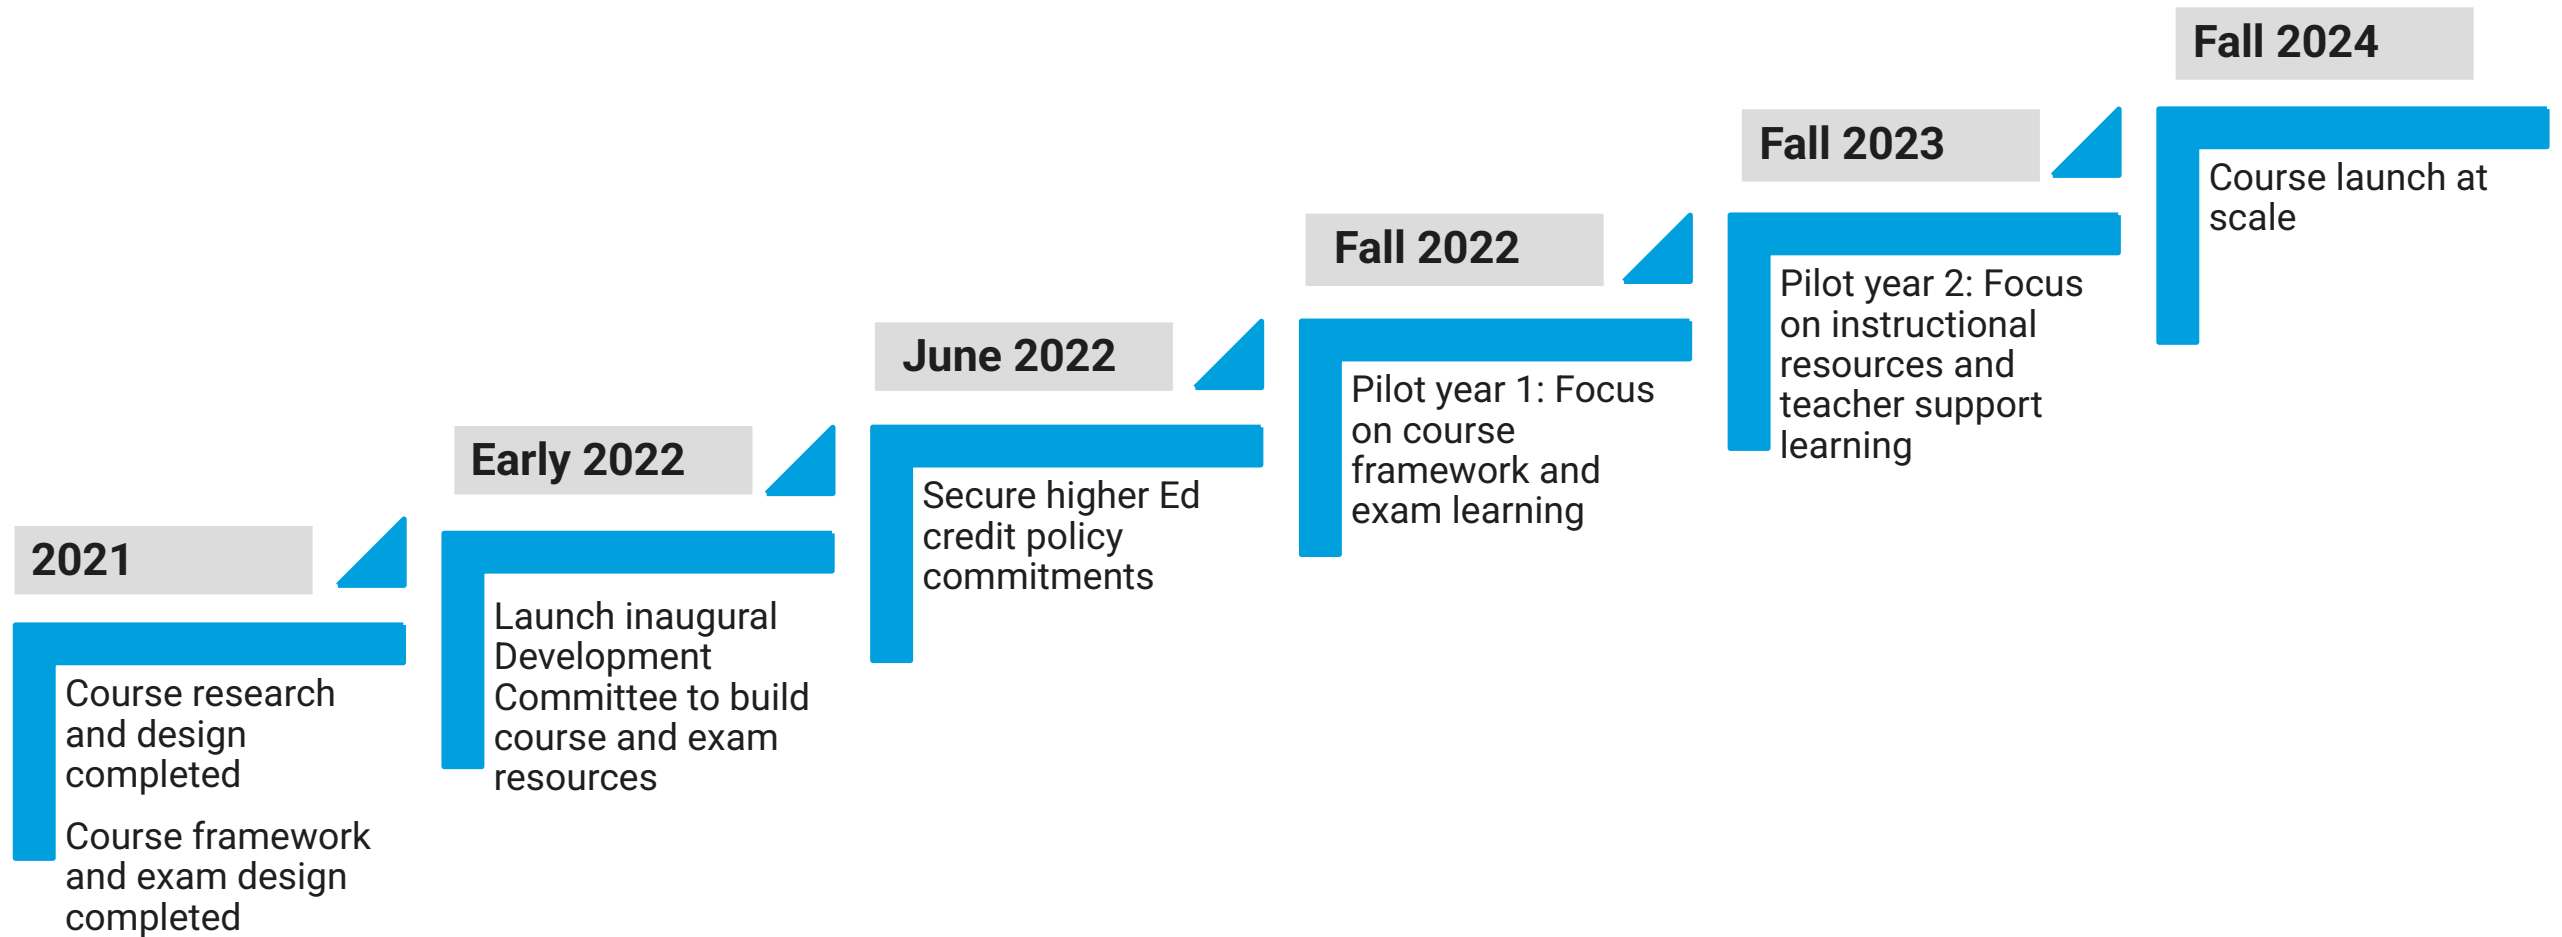 2021
Course research
and design
completed
Course framework
and exam design
completed
Early 2022
Launch inaugural
Development
Committee to build
course and exam
resources
June 2022
Secure higher Ed
credit policy
commitments
Fall 2022
Pilot year 1: Focus
on course
framework and
exam learning
Fall 2023
Pilot year 2: Focus
on instructional
resources and
teacher support
learning
Fall 2024
Course launch at
scale